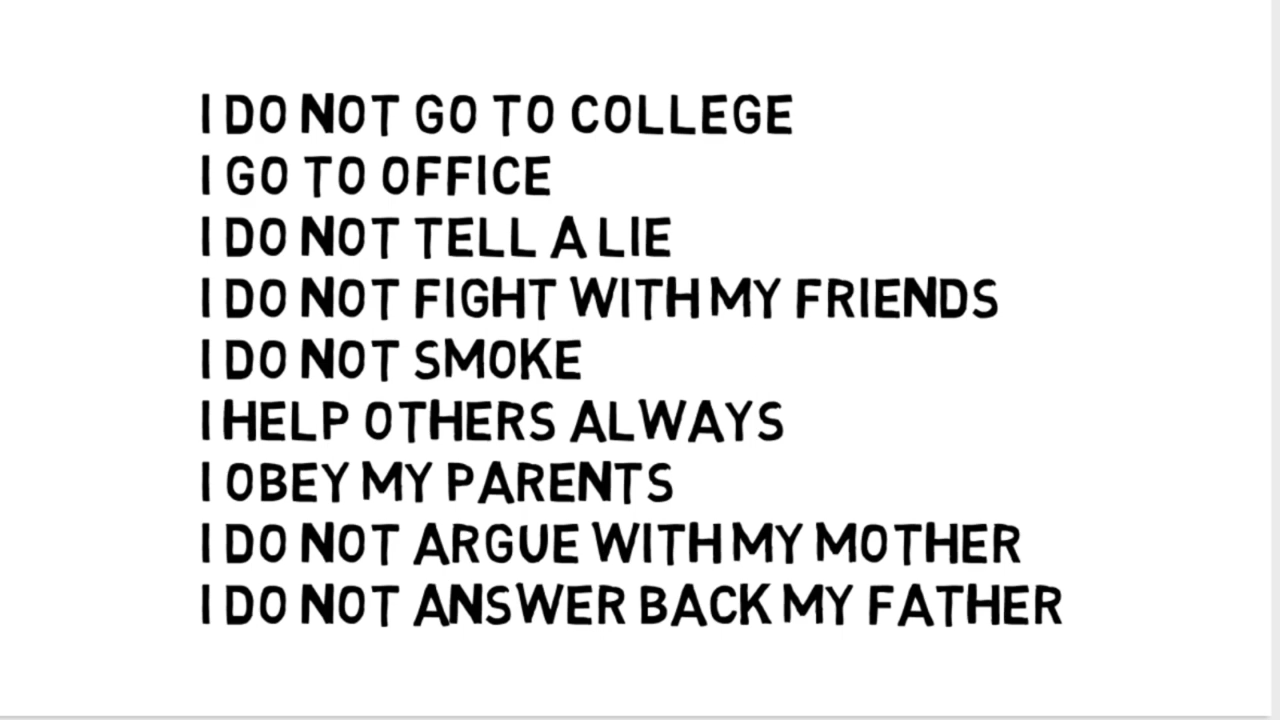 I DO NOT GO TO COLLEGE
I GO TO OFFICE
I DO NOT TELL A LIE
I DO NOT FIGHT WITH MY FRIENDS
I DO NOT SMOKE
I HELP OTHERS ALWAYS
I OBEY MY PARENTS
I DO NOT ARGUE WITH MY MOTHER
I DO NOT ANSWER BACK MY FATHER